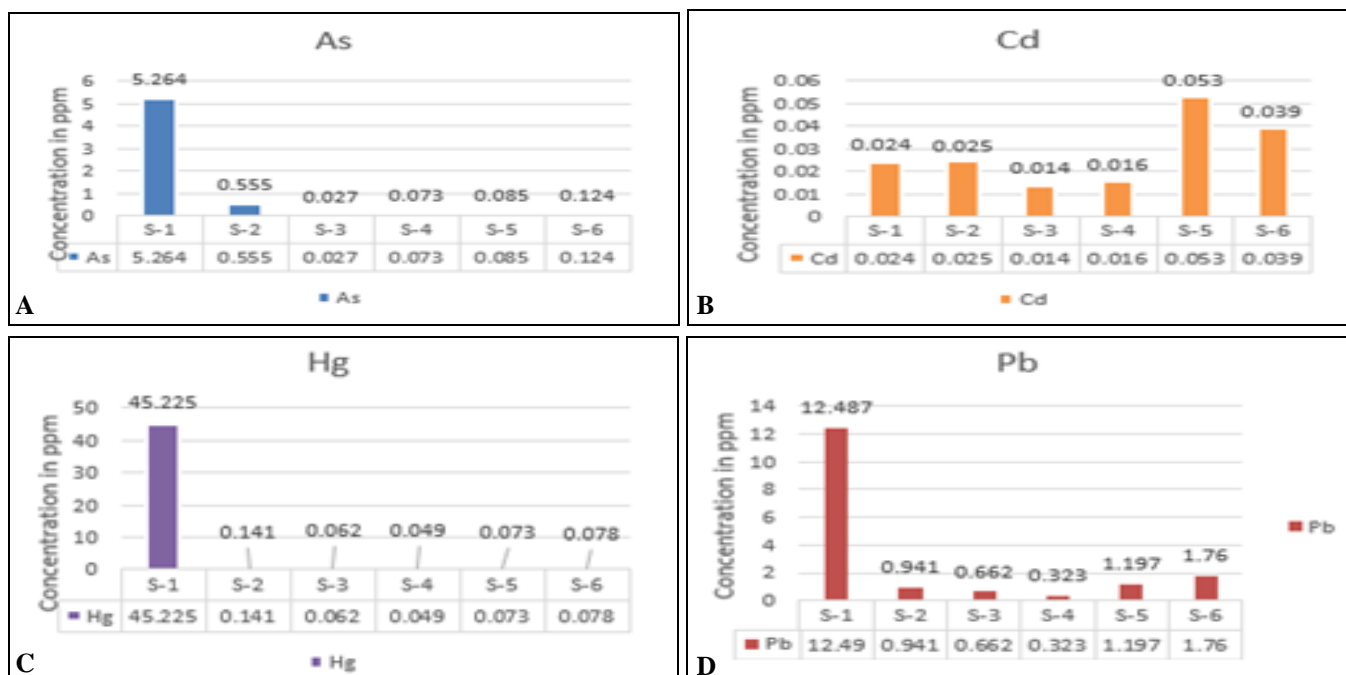 As
Concentration in ppm
6
5
4
3
2
1
0
5.264
0.555
0.027
0.073
0.085
0.124
S-1 S-2 S-3 S-4 S-5 S-6
As 5.264 0.555 0.027 0.073 0.085 0.124
As
A
Cd
Concentration in ppm
0.06
0.05
0.04
0.03
0.02
0.01
0
0.024
0.025
0.014
0.016
0.053
0.039
S-1 S-2 S-3 S-4 S-5 S-6
Cd 0.024 0.025 0.014 0.016 0.053 0.039
Cd
B
Hg
Concentration in ppm
50
40
30
20
10
0
45.225
0.141
0.062
0.049
0.073
0.078
S-1 S-2 S-3 S-4 S-5 S-6
Hg 45.225 0.141 0.062 0.049 0.073 0.078
Hg
C
Pb
Concentration in ppm
14
12
10
8
6
4
2
0
12.487
0.941
0.662
0.323
1.197
1.76
S-1 S-2 S-3 S-4 S-5 S-6
Pb 12.49 0.941 0.662 0.323 1.197 1.76
Pb
D